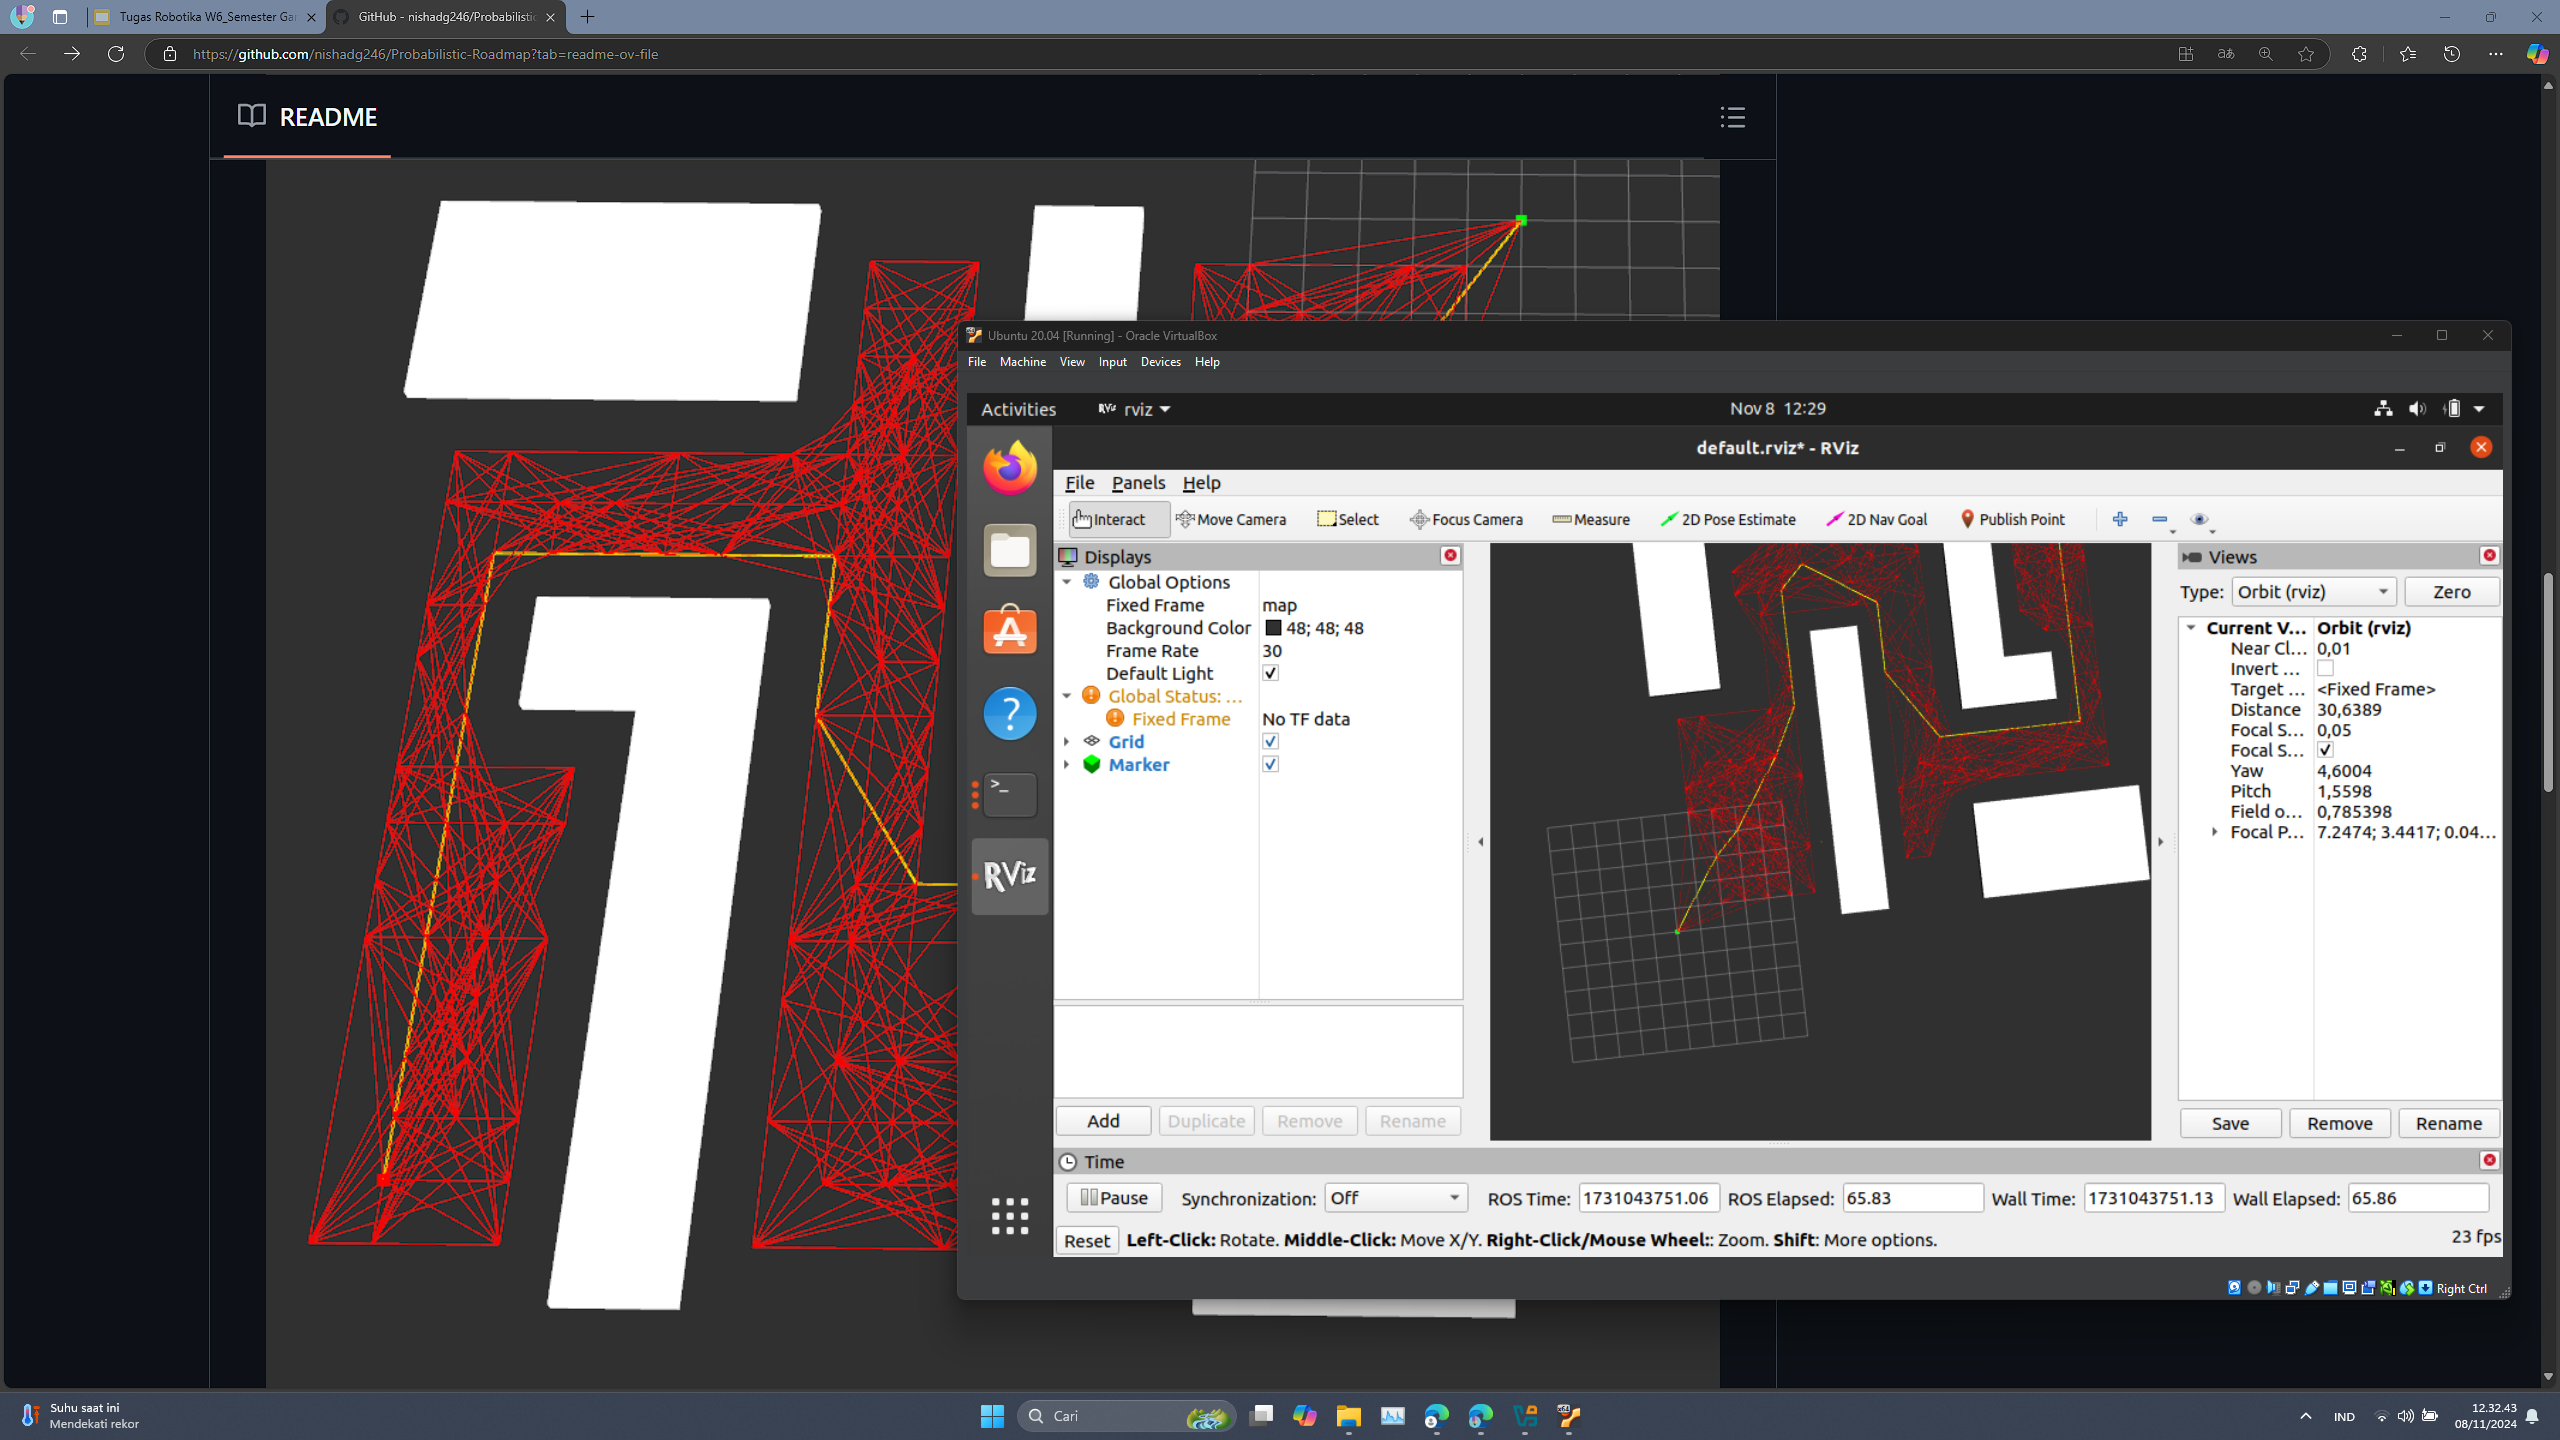 Tugas Robotika W6_Semester Gar
GitHub - nishadg246/Probabilistic
https://github.com/nishadg246/Probabilistic-Roadmap?tab=readme-ov-file
README
Ubuntu 20.04 [Running] - Oracle VirtualBox
File Machine View Input Devices Help
Activities rviz Nov 8 12:29
default.rviz* - RViz
File Panels Help
Interact Move Camera Select Focus Camera Measure 2D Pose Estimate 2D Nav Goal Publish Point
Displays
Global Options
Fixed Frame map
Background Color 48; 48; 48
Frame Rate 30
Default Light
Global Status: ...
Fixed Frame No TF data
Grid
Marker
Add Duplicate Remove Rename
Views
Type: Orbit (rviz) Zero
Current V... Orbit (rviz)
Near Cl... 0,01
Invert ...
Target ... <Fixed Frame>
Distance 30,6389
Focal S... 0,05
Focal S...
Yaw 4,6004
Pitch 1,5598
Field o... 0,785398
Focal P... 7.2474; 3.4417; 0.04...
Save Remove Rename
RViz
Time
Pause Synchronization: Off ROS Time: 1731043751.06 ROS Elapsed: 65.83 Wall Time: 1731043751.13 Wall Elapsed: 65.86
Reset Left-Click: Rotate. Middle-Click: Move X/Y. Right-Click/Mouse Wheel:: Zoom. Shift: More options. 23 fps
Right Ctrl
Suhu saat ini
Mendekati rekor
Cari
IND
12.32.43
08/11/2024